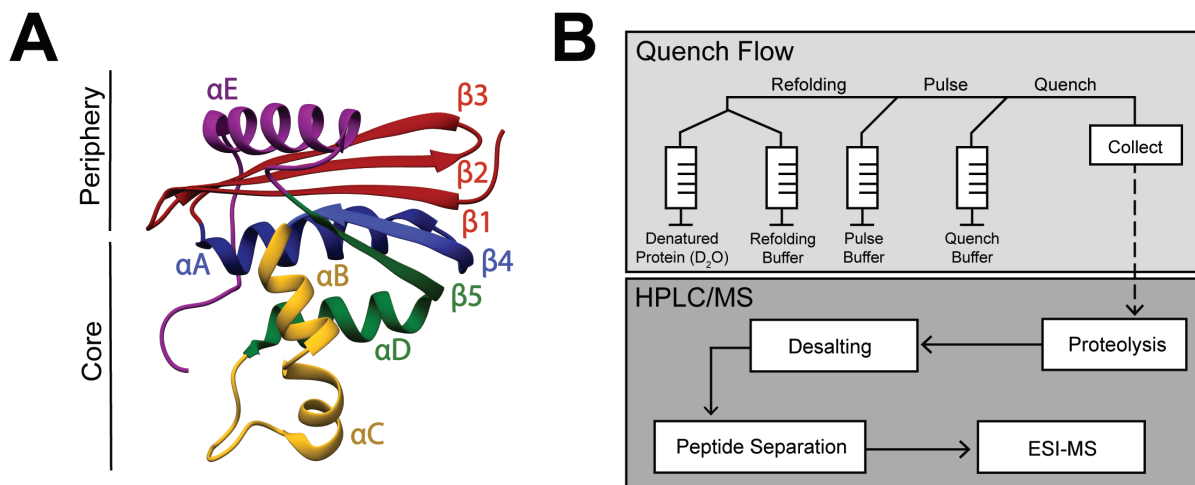 A
Periphery
Core
αE
β3
β2
β1
αA
αB
β4
β5
αD
αC
B
Quench Flow
Refolding
Pulse
Quench
Collect
Denatured
Protein (D₂O)
Refolding
Buffer
Pulse
Buffer
Quench
Buffer
HPLC/MS
Desalting
Proteolysis
Peptide Separation
ESI-MS